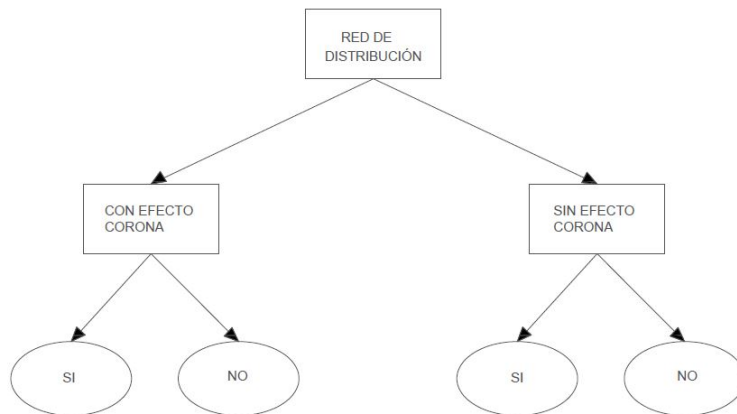 RED DE
DISTRIBUCIÓN
CON EFECTO
CORONA
SIN EFECTO
CORONA
SI
NO
SI
NO